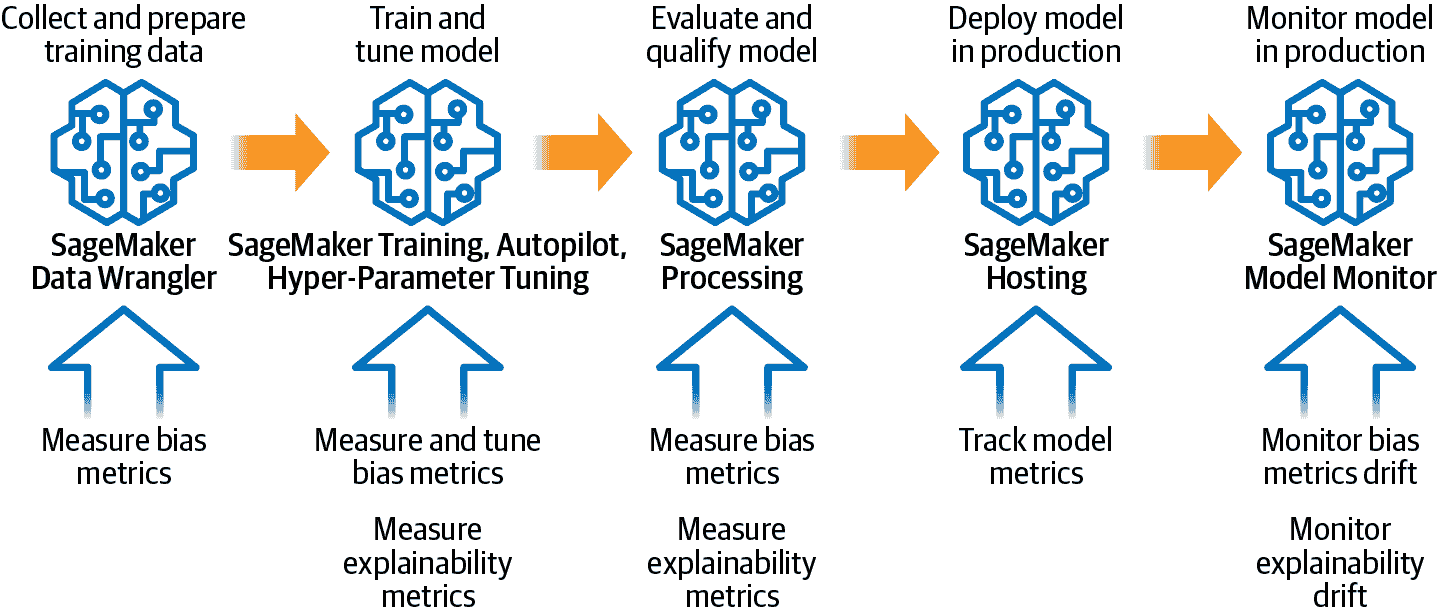 Collect and prepare
training data
Train and
tune model
Evaluate and
qualify model
Deploy model
in production
Monitor model
in production
SageMaker
Data Wrangler
SageMaker Training, Autopilot,
Hyper-Parameter Tuning
SageMaker
Processing
SageMaker
Hosting
SageMaker
Model Monitor
Measure bias
metrics
Measure and tune
bias metrics
Measure
explainability
metrics
Measure bias
metrics
Measure
explainability
metrics
Track model
metrics
Monitor bias
metrics drift
Monitor
explainability
drift